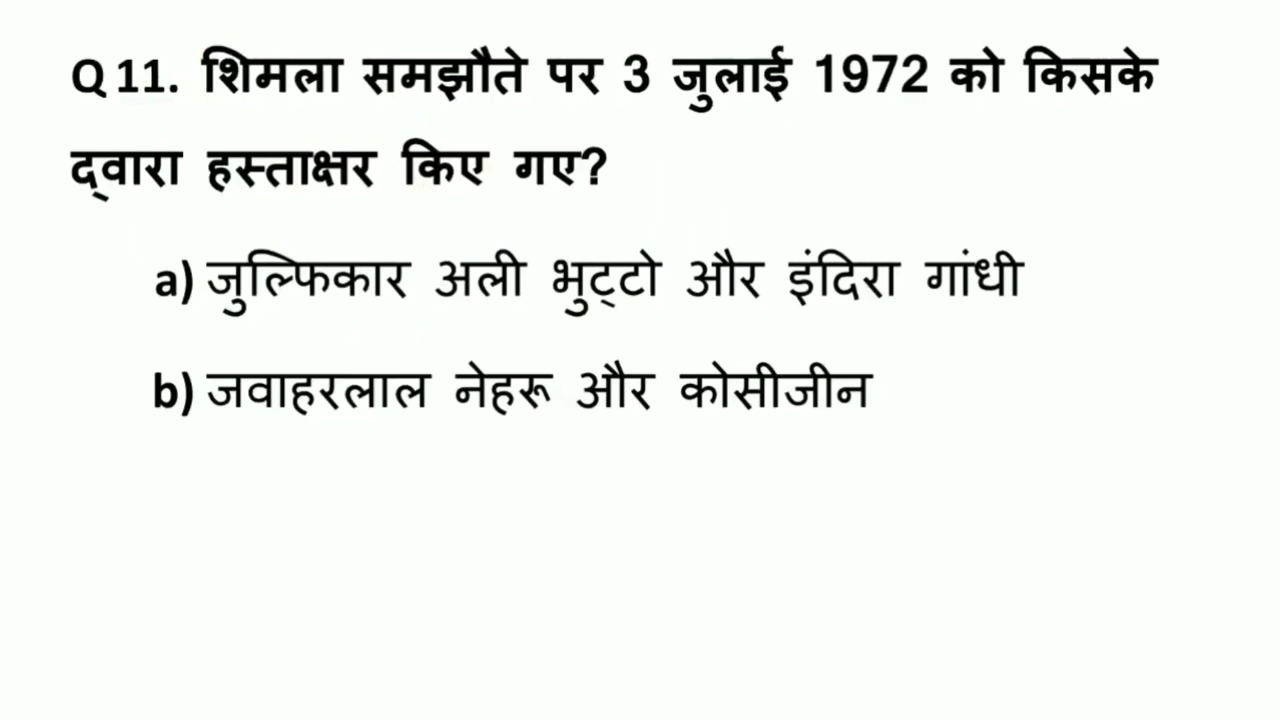 Q 11. शिमला समझौते पर 3 जुलाई 1972 को किसके
द्वारा हस्ताक्षर किए गए?
a) जुल्फिकार अली भुट्टो और इंदिरा गांधी
b) जवाहरलाल नेहरू और कोसीजीन